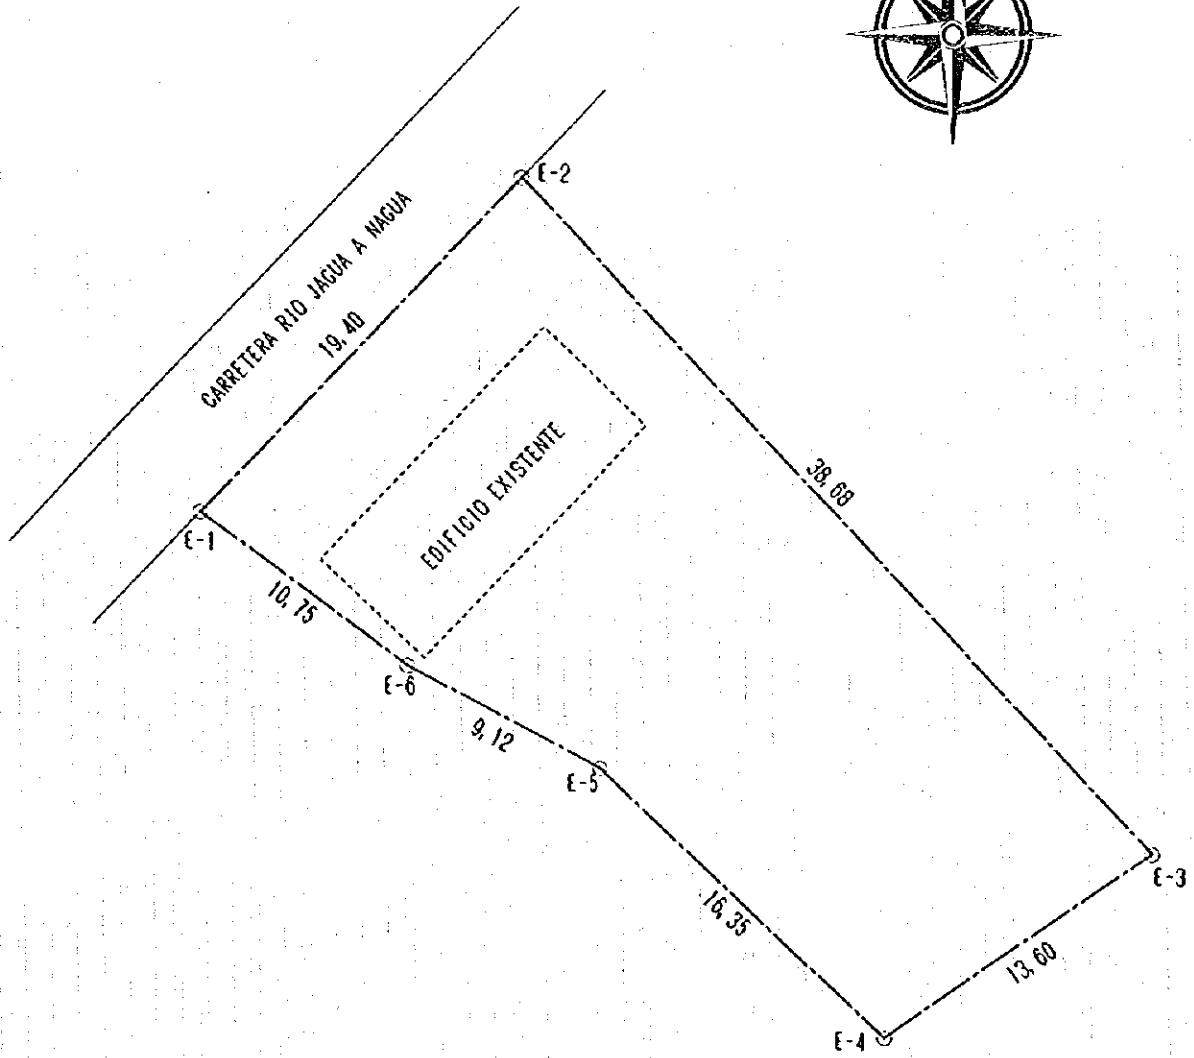 E-2
CARRETERA RIO JAGUA A NAGUA
19,40
EDIFICIO EXISTENTE
38,68
E-1
10,75
E-6
9,12
E-5
E-3
16,35
13,60
E-4